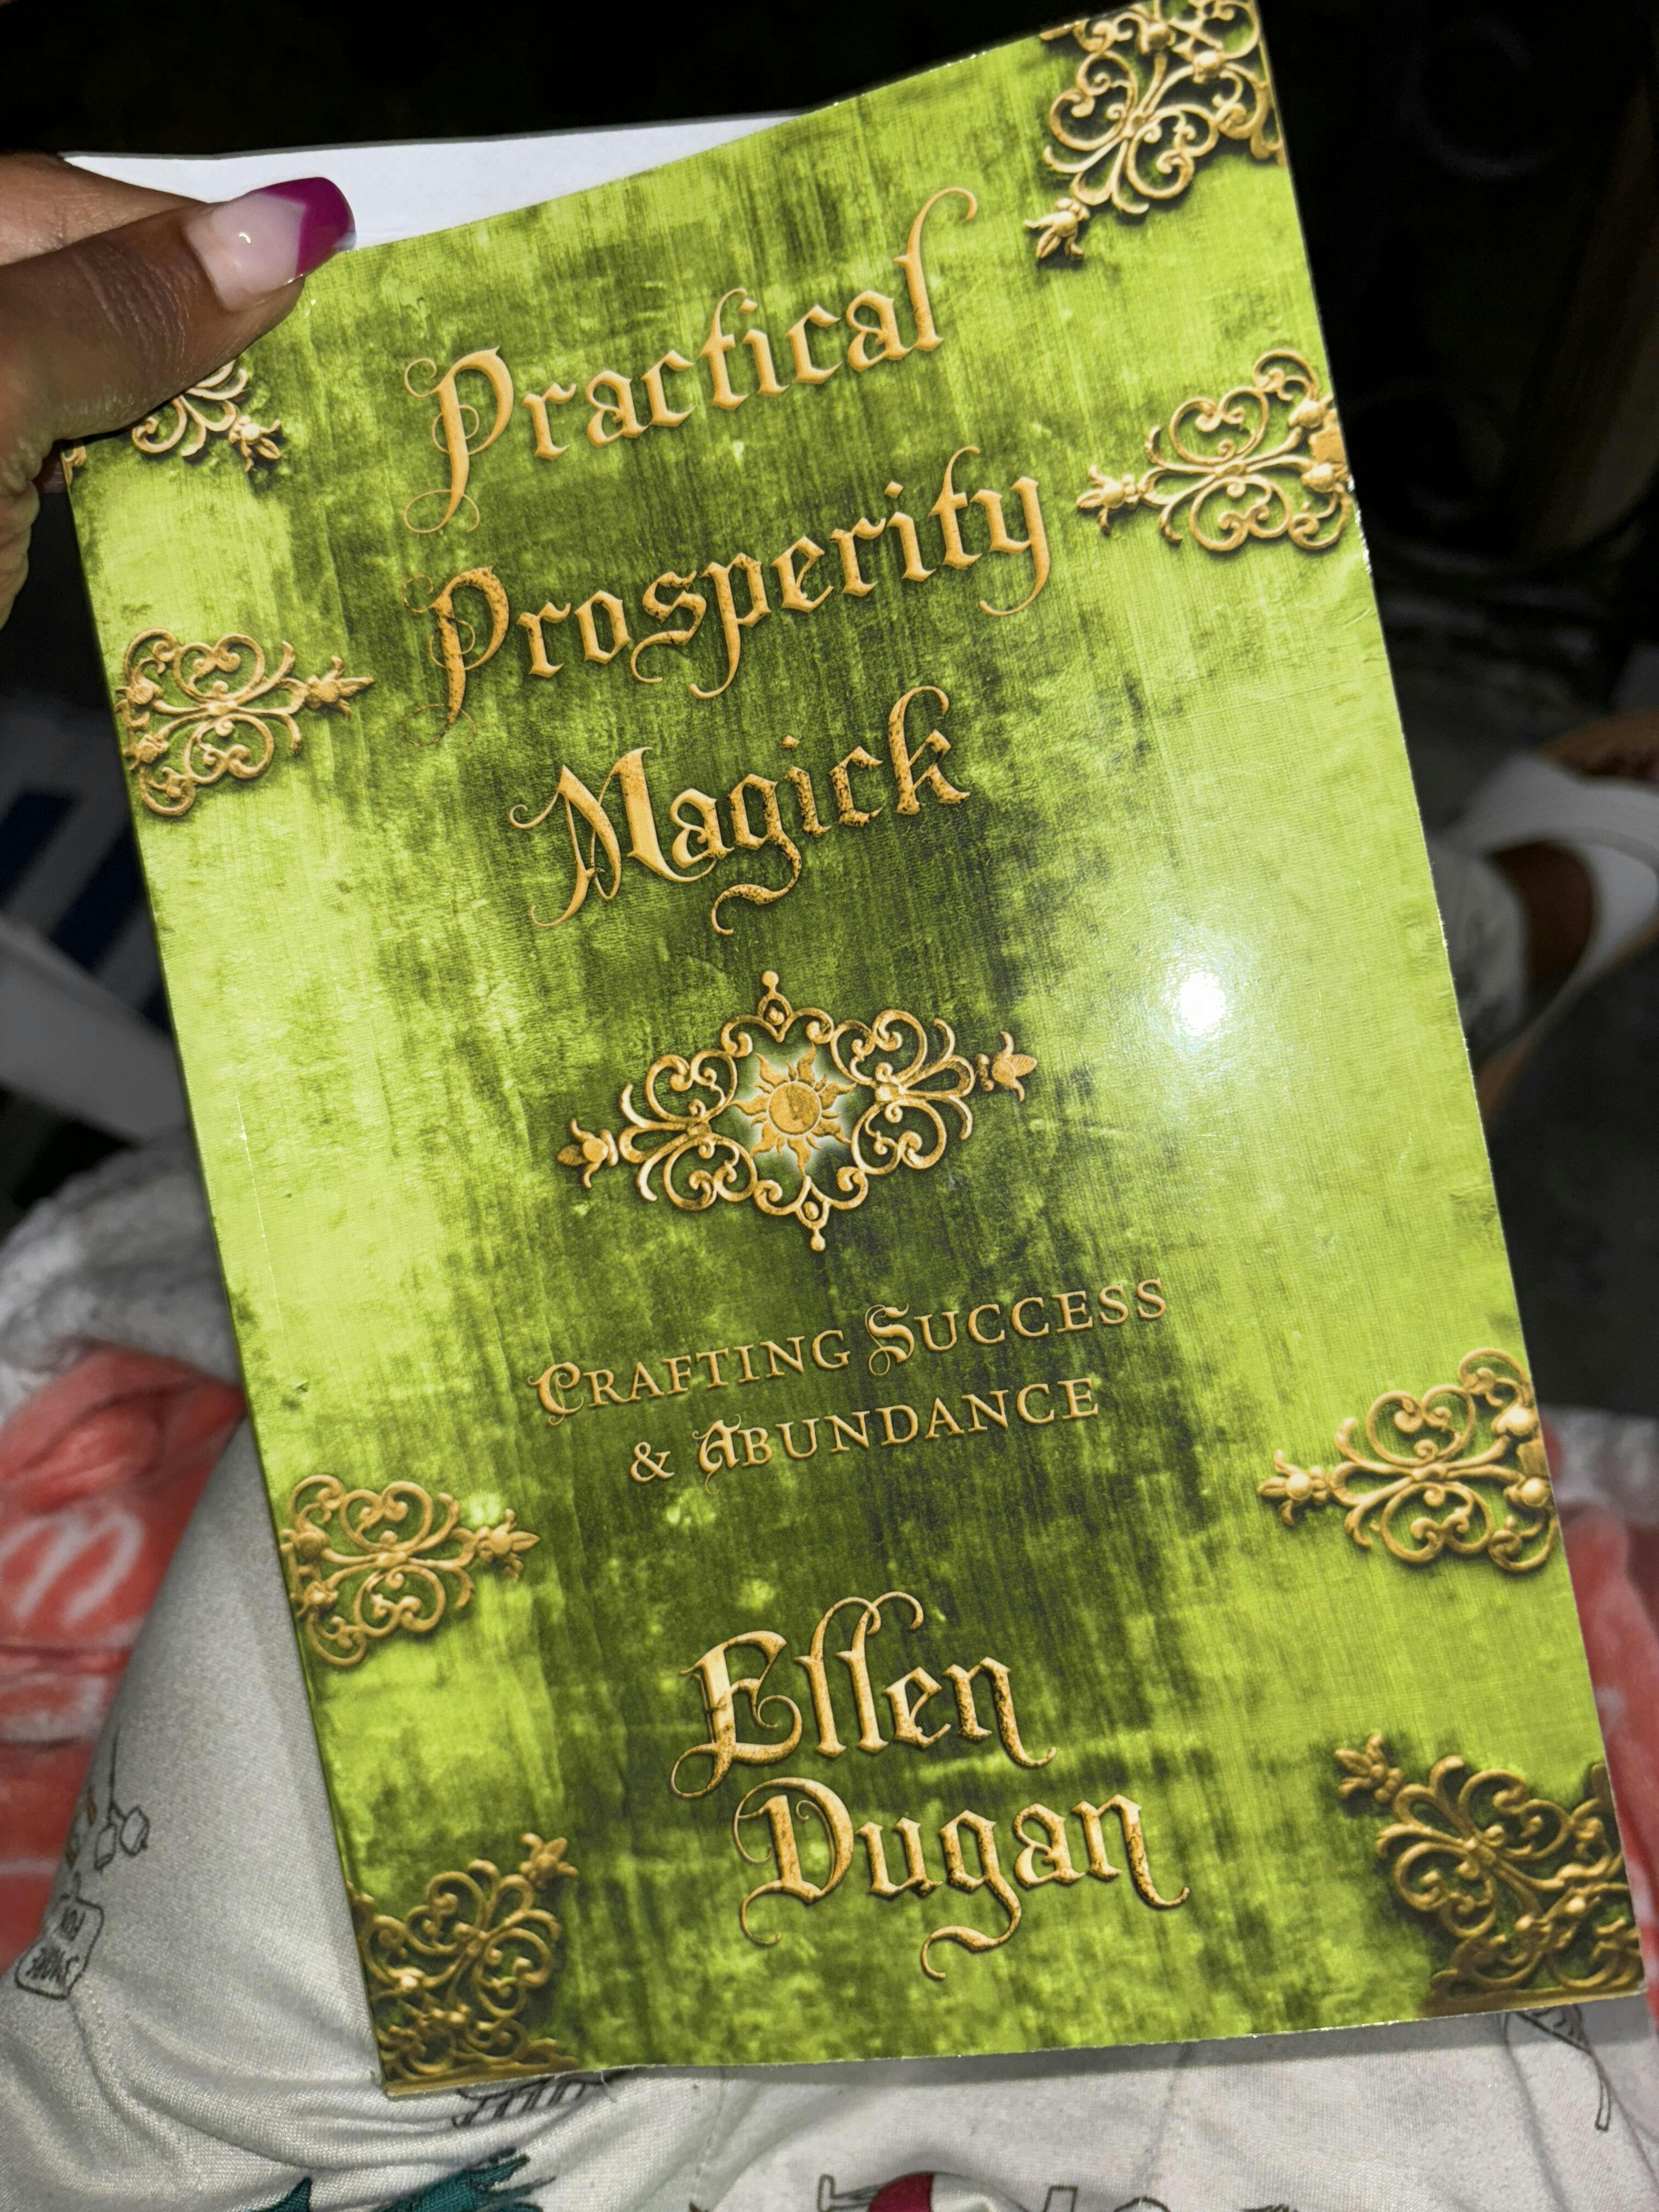 Practical
Prosperity
Magick
Crafting Success
& Abundance
Ellen
Dugan